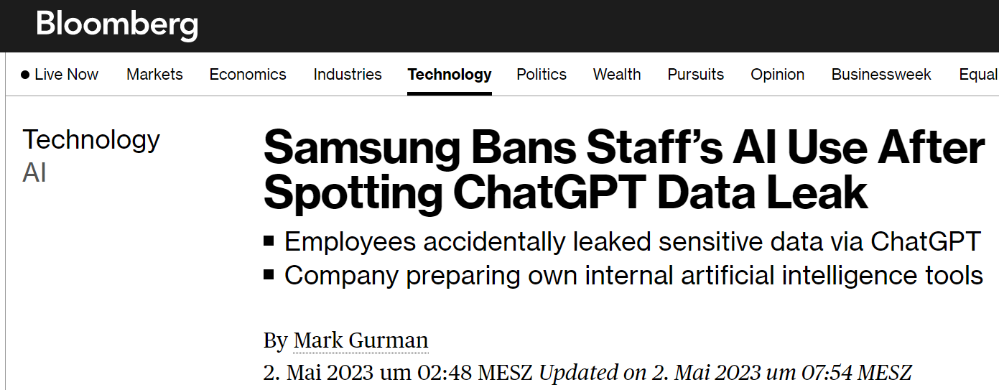 Bloomberg
Live Now Markets Economics Industries Technology Politics Wealth Pursuits Opinion Businessweek Equal
Technology
AI
Samsung Bans Staff’s AI Use After
Spotting ChatGPT Data Leak
Employees accidentally leaked sensitive data via ChatGPT
Company preparing own internal artificial intelligence tools
By Mark Gurman
2. Mai 2023 um 02:48 MESZ Updated on 2. Mai 2023 um 07:54 MESZ